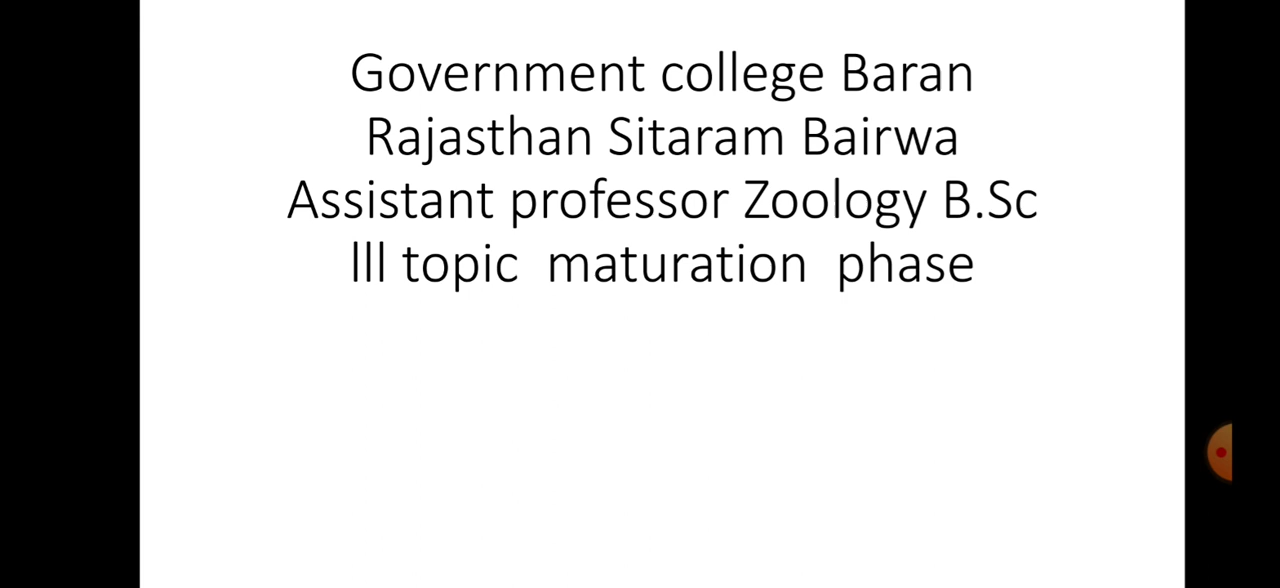 Government college Baran
Rajasthan Sitaram Bairwa
Assistant professor Zoology B.Sc
lll topic  maturation  phase